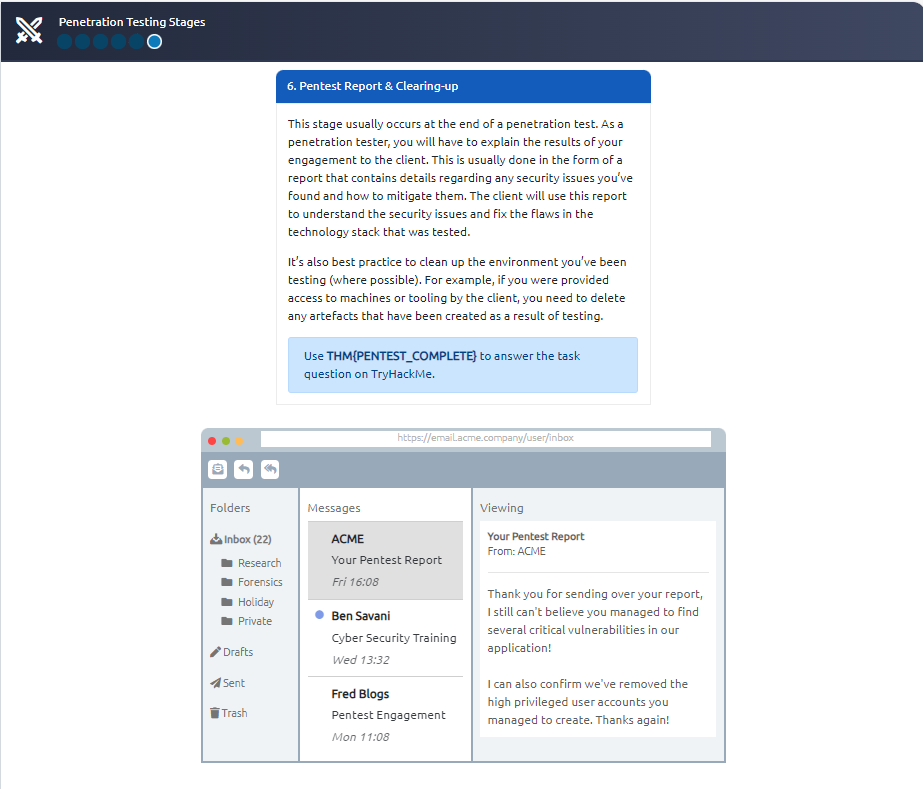 Penetration Testing Stages
6. Pentest Report & Clearing-up
This stage usually occurs at the end of a penetration test. As a
penetration tester, you will have to explain the results of your
engagement to the client. This is usually done in the form of a
report that contains details regarding any security issues you've
found and how to mitigate them. The client will use this report
to understand the security issues and fix the flaws in the
technology stack that was tested.
It's also best practice to clean up the environment you've been
testing (where possible). For example, if you were provided
access to machines or tooling by the client, you need to delete
any artefacts that have been created as a result of testing.
Use THM{PENTEST_COMPLETE} to answer the task
question on TryHackMe.
https://email.acme.company/user/inbox
Folders
Inbox (22)
Research
Forensics
Holiday
Private
Drafts
Sent
Trash
Messages
ACME
Your Pentest Report
Fri 16:08
Ben Savani
Cyber Security Training
Wed 13:32
Fred Blogs
Pentest Engagement
Mon 11:08
Viewing
Your Pentest Report
From: ACME
Thank you for sending over your report,
I still can't believe you managed to find
several critical vulnerabilities in our
application!
I can also confirm we've removed the
high privileged user accounts you
managed to create. Thanks again!